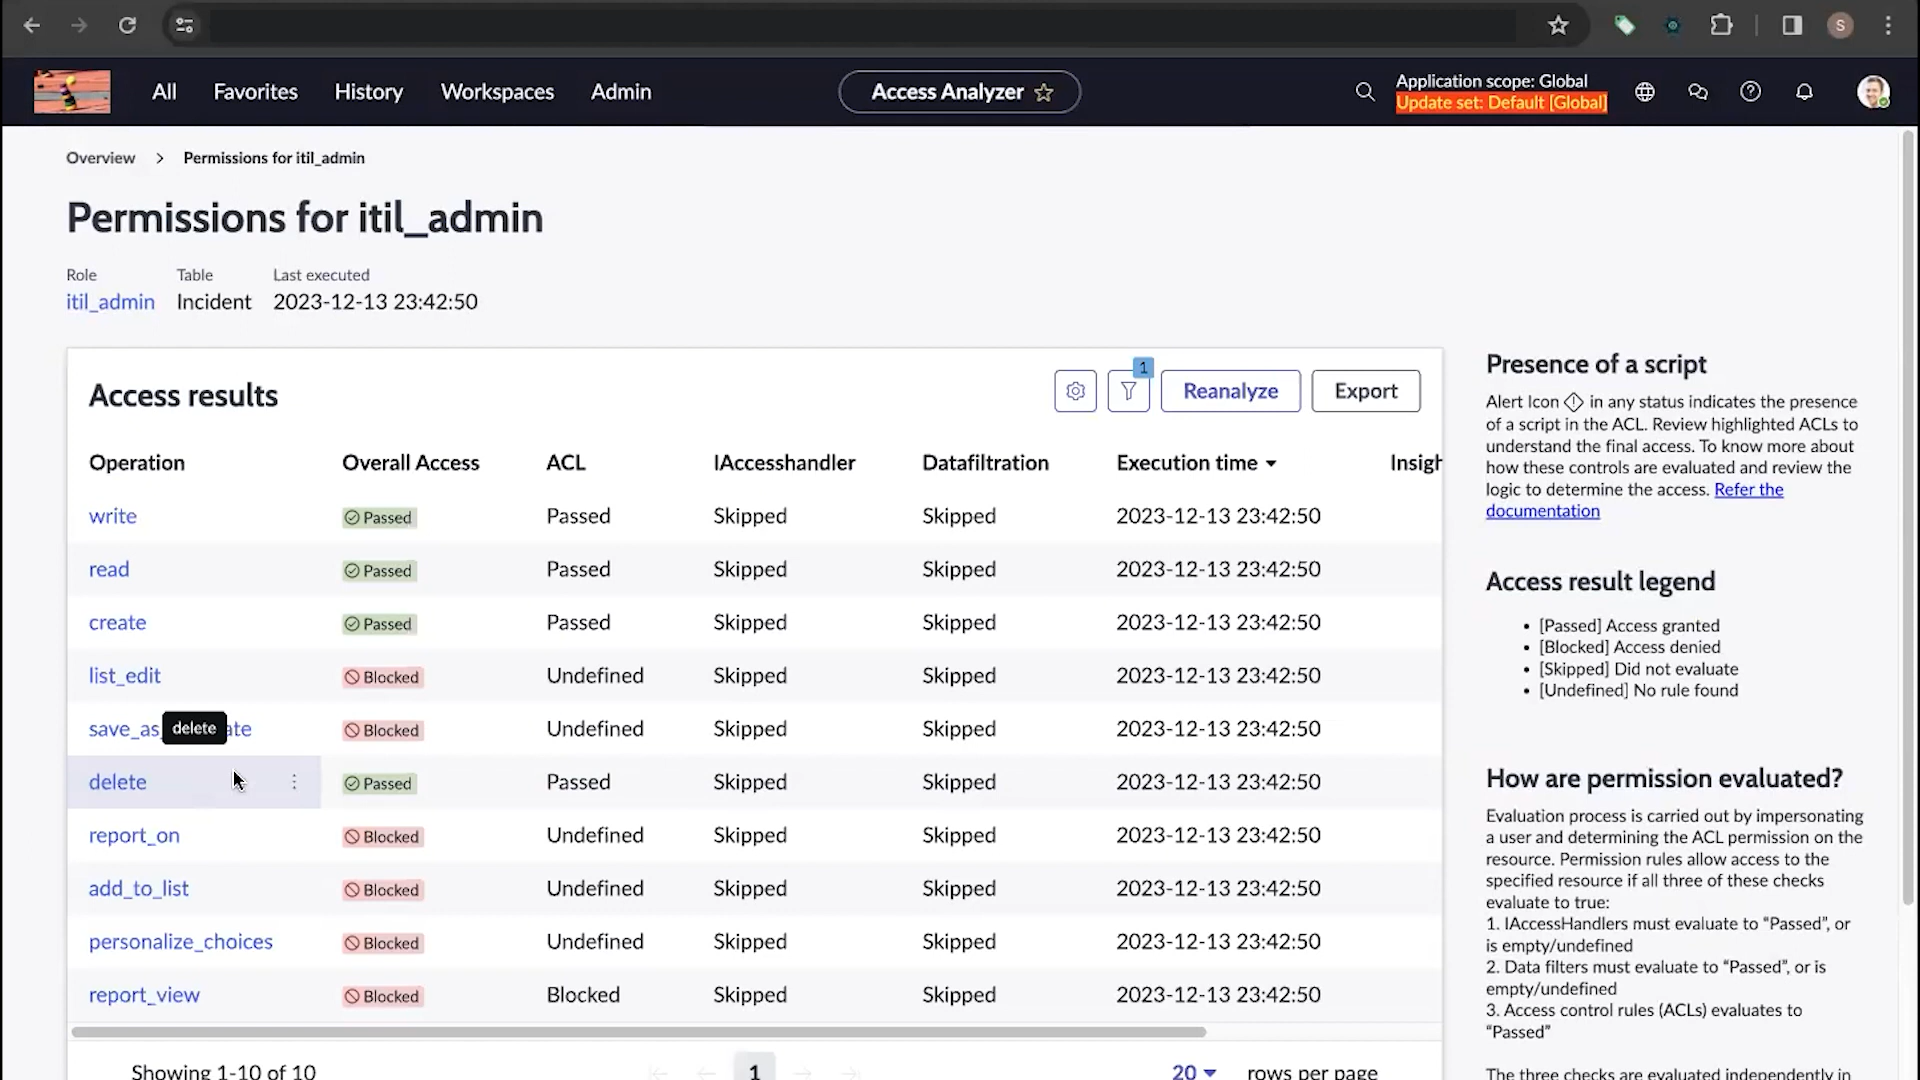 S
All
Favorites
History
Workspaces
Admin
Access Analyzer
Application scope: Global
Update set: Default [Global]
Overview > Permissions for itil_admin
Permissions for itil_admin
Role Table Last executed
itil_admin Incident 2023-12-13 23:42:50
Access results
1
Reanalyze
Export
Operation Overall Access ACL IAccesshandler Datafiltration Execution time Insigh
write Passed Passed Skipped Skipped 2023-12-13 23:42:50
read Passed Passed Skipped Skipped 2023-12-13 23:42:50
create Passed Passed Skipped Skipped 2023-12-13 23:42:50
list_edit Blocked Undefined Skipped Skipped 2023-12-13 23:42:50
save_as ate Blocked Undefined Skipped Skipped 2023-12-13 23:42:50
delete
delete Passed Passed Skipped Skipped 2023-12-13 23:42:50
report_on Blocked Undefined Skipped Skipped 2023-12-13 23:42:50
add_to_list Blocked Undefined Skipped Skipped 2023-12-13 23:42:50
personalize_choices Blocked Undefined Skipped Skipped 2023-12-13 23:42:50
report_view Blocked Blocked Skipped Skipped 2023-12-13 23:42:50
Showing 1-10 of 10
1
20 rows per page
Presence of a script
Alert Icon in any status indicates the presence
of a script in the ACL. Review highlighted ACLs to
understand the final access. To know more about
how these controls are evaluated and review the
logic to determine the access. Refer the
documentation
Access result legend
• [Passed] Access granted
• [Blocked] Access denied
• [Skipped] Did not evaluate
• [Undefined] No rule found
How are permission evaluated?
Evaluation process is carried out by impersonating
a user and determining the ACL permission on the
resource. Permission rules allow access to the
specified resource if all three of these checks
evaluate to true:
1. IAccessHandlers must evaluate to “Passed”, or
is empty/undefined
2. Data filters must evaluate to “Passed”, or is
empty/undefined
3. Access control rules (ACLs) evaluates to
“Passed”
The three checks are evaluated independently in